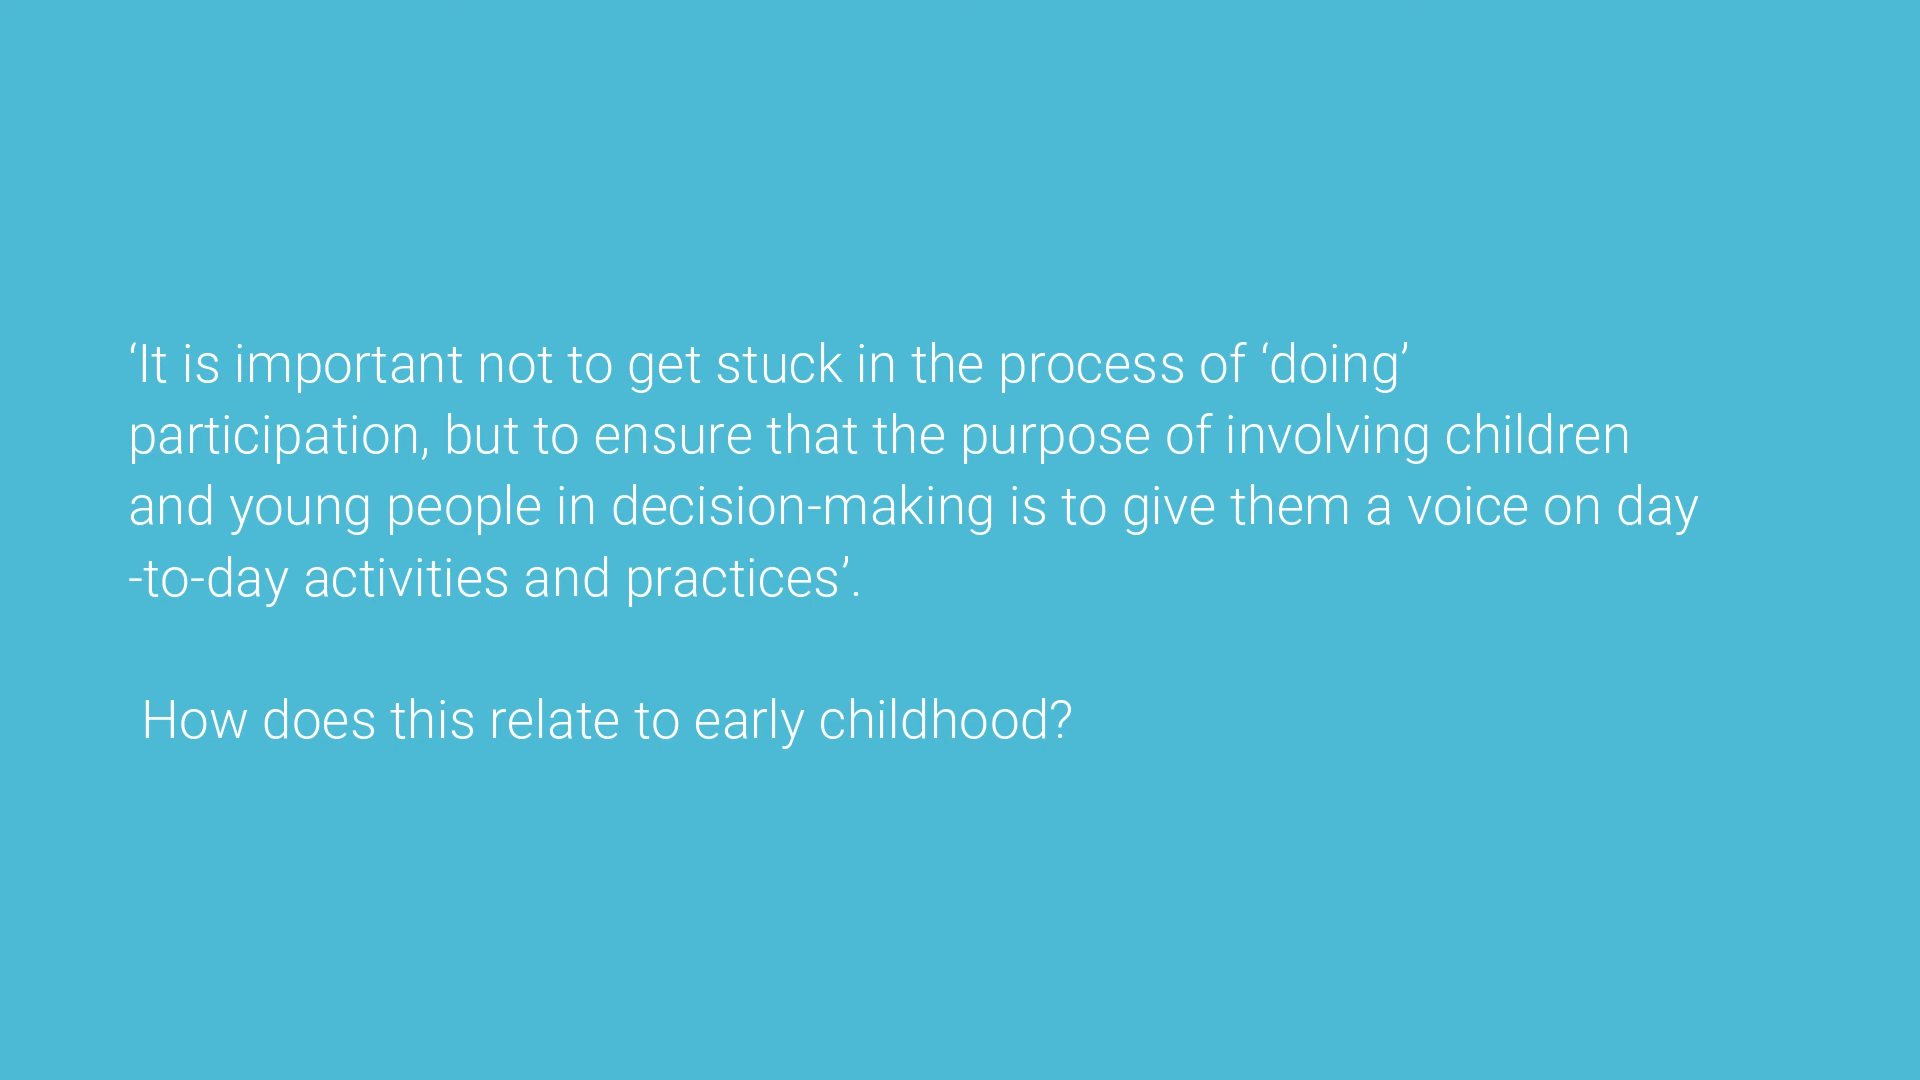 ‘It is important not to get stuck in the process of ‘doing’
participation, but to ensure that the purpose of involving children
and young people in decision-making is to give them a voice on day
-to-day activities and practices’.
How does this relate to early childhood?